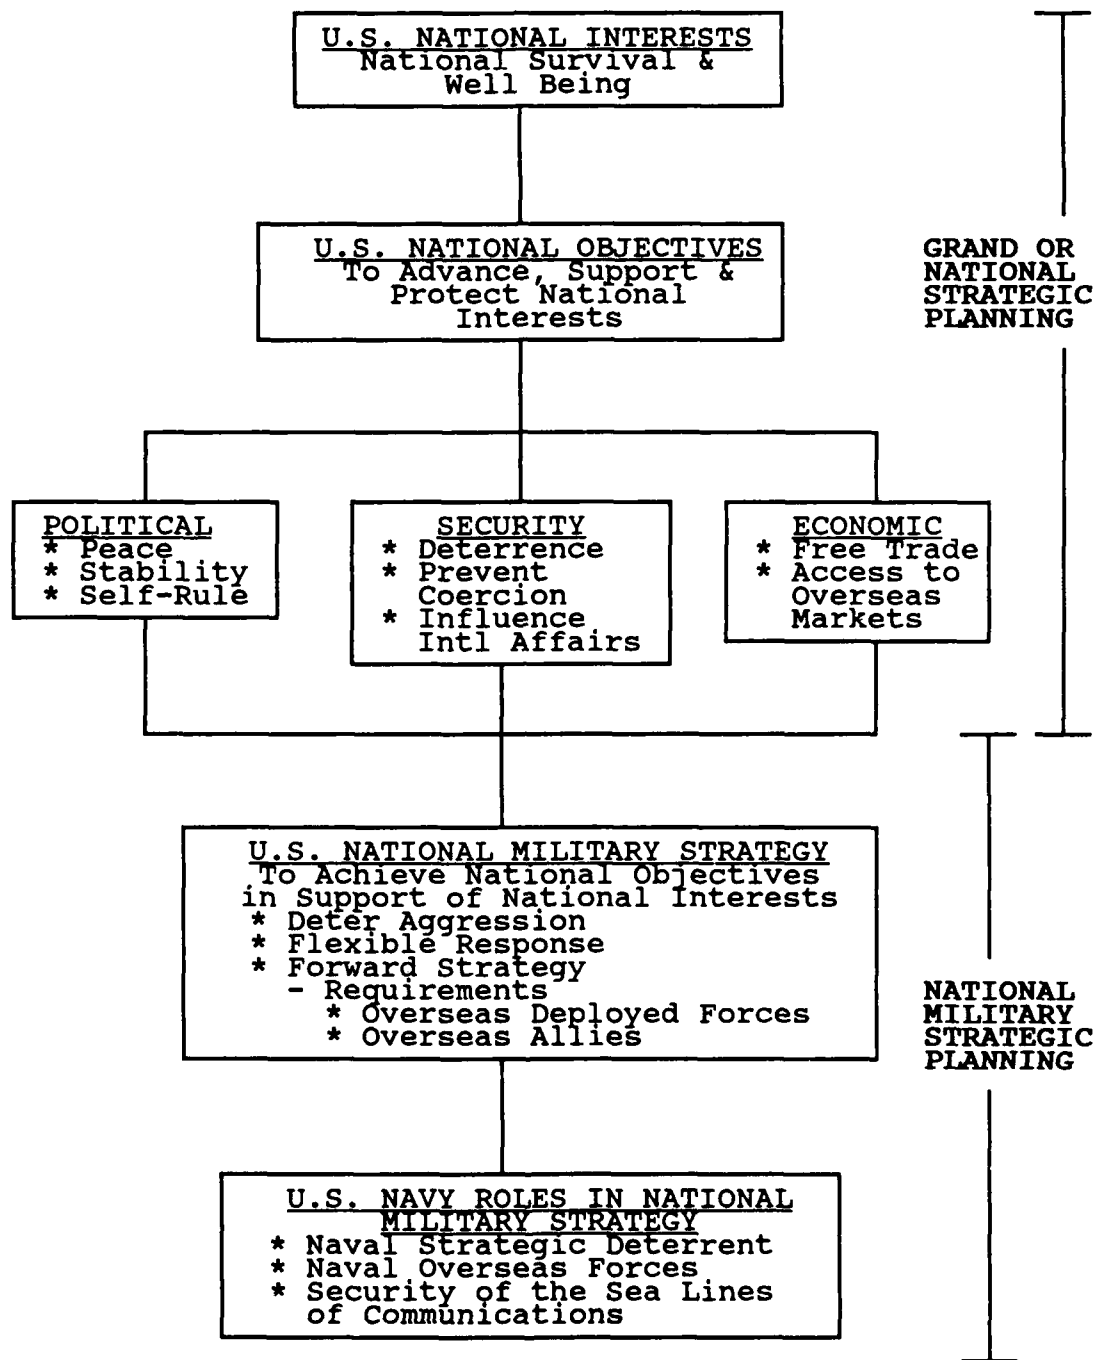 U.S. NATIONAL INTERESTS
National Survival &
Well Being
U.S. NATIONAL OBJECTIVES
To Advance, Support &
Protect National
Interests
GRAND OR
NATIONAL
STRATEGIC
PLANNING
POLITICAL
* Peace
* Stability
* Self-Rule
SECURITY
* Deterrence
* Prevent
Coercion
* Influence
Intl Affairs
ECONOMIC
* Free Trade
* Access to
Overseas
Markets
U.S. NATIONAL MILITARY STRATEGY
To Achieve National Objectives
in Support of National Interests
* Deter Aggression
* Flexible Response
* Forward Strategy
- Requirements
* Overseas Deployed Forces
* Overseas Allies
NATIONAL
MILITARY
STRATEGIC
PLANNING
U.S. NAVY ROLES IN NATIONAL
MILITARY STRATEGY
* Naval Strategic Deterrent
* Naval Overseas Forces
* Security of the Sea Lines
of Communications